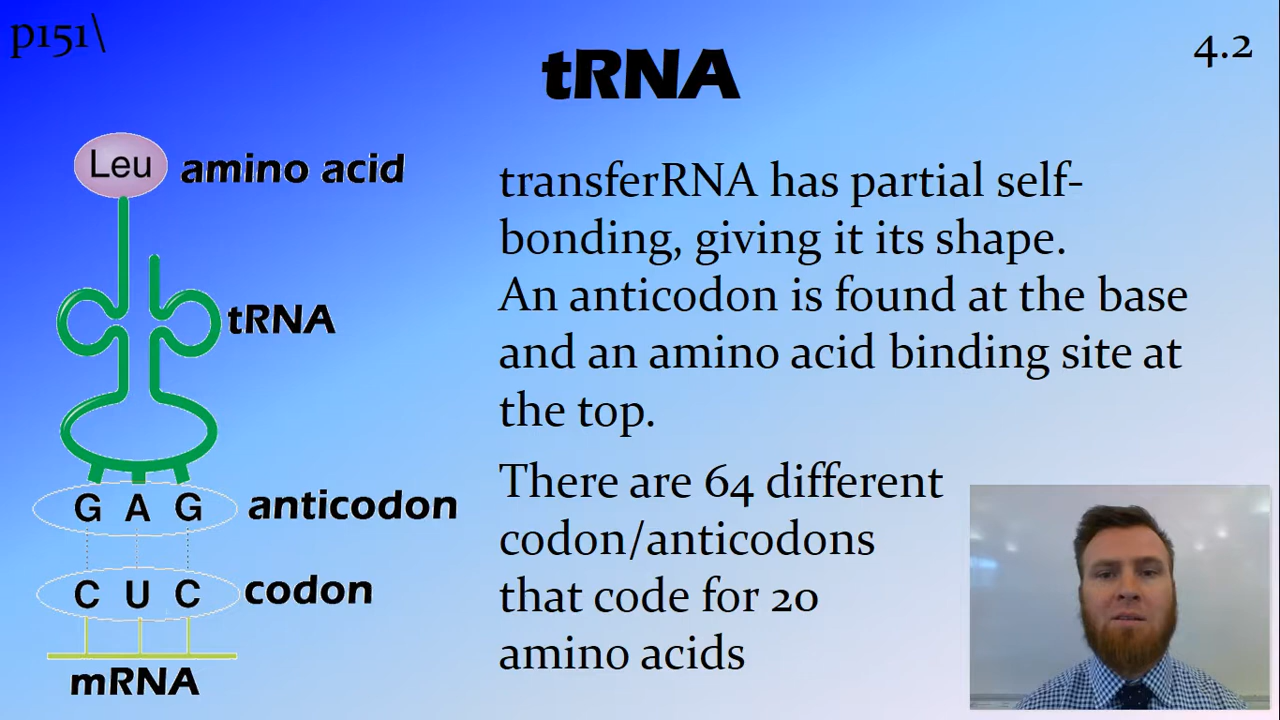 p151\
4.2
tRNA
Leu
amino acid
tRNA
G A G
anticodon
C U C
codon
mRNA
transferRNA has partial self-
bonding, giving it its shape.
An anticodon is found at the base
and an amino acid binding site at
the top.
There are 64 different
codon/anticodons
that code for 20
amino acids